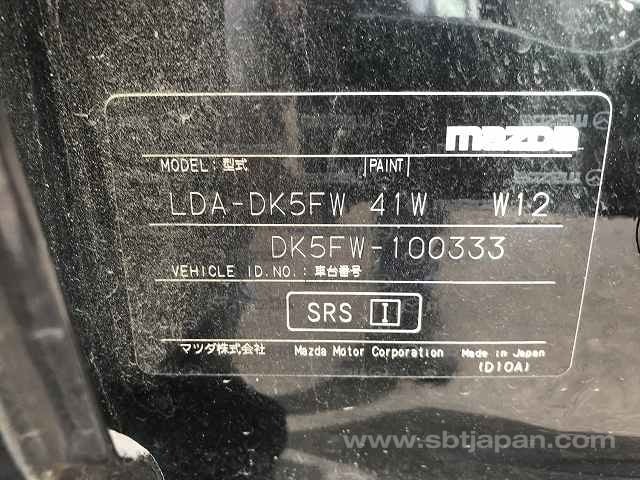 mazda
MODEL:型式 PAINT
LDA-DK5FW 41W W12
DK5FW-100333
VEHICLE ID.NO.:車台番号
SRS I
マツダ株式会社 Mazda Motor Corporation Made in Japan
(D10A)
www.sbtjapan.com